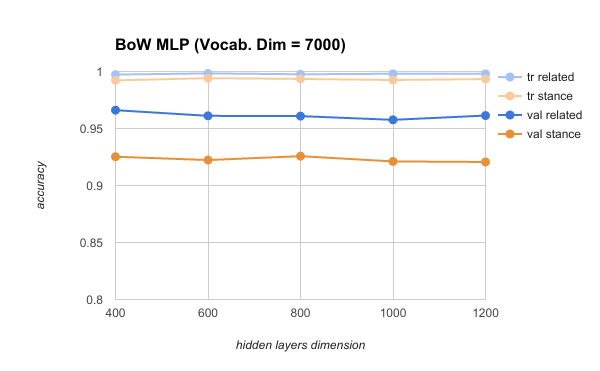 BoW MLP (Vocab. Dim = 7000)
1
0.95
0.9
0.85
0.8
accuracy
400 600 800 1000 1200
hidden layers dimension
tr related
tr stance
val related
val stance